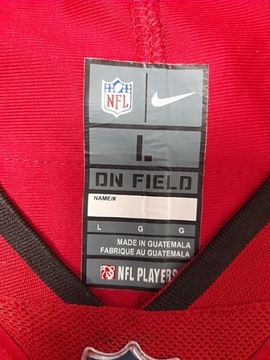 NFL
L
ON FIELD
NAME/#
L G G
MADE IN GUATEMALA
FABRIQUE AU GUATEMALA
NFL PLAYERS